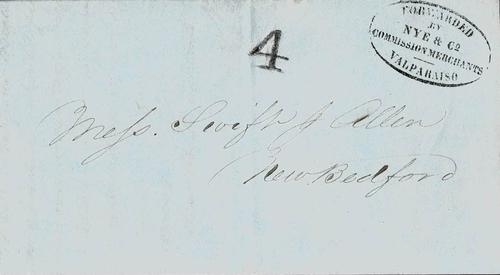 4
FORWARDED
BY
NYE & Co
COMMISSION MERCHANTS
VALPARAISO
Mess. Swift & Allen
New Bedford